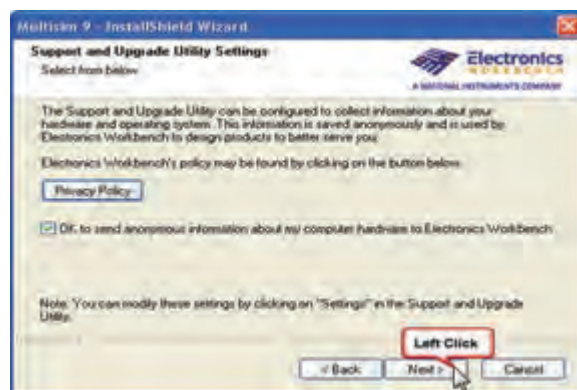 Multisim 9 - InstallShield Wizard
Support and Upgrade Utility Settings
Select from below
Electronics
WORKBENCH
A NATIONAL INSTRUMENTS COMPANY
The Support and Upgrade Utility can be configured to collect information about your
hardware and operating system. This information is saved anonymously and is used by
Electronics Workbench to design products to better serve you.
Electronics Workbench's policy may be found by clicking on the button below.
Privacy Policy
OK to send anonymous information about my computer hardware to Electronics Workbench
Note: You can modify these settings by clicking on "Settings" in the Support and Upgrade
Utility.
Left Click
< Back
Next >
Cancel